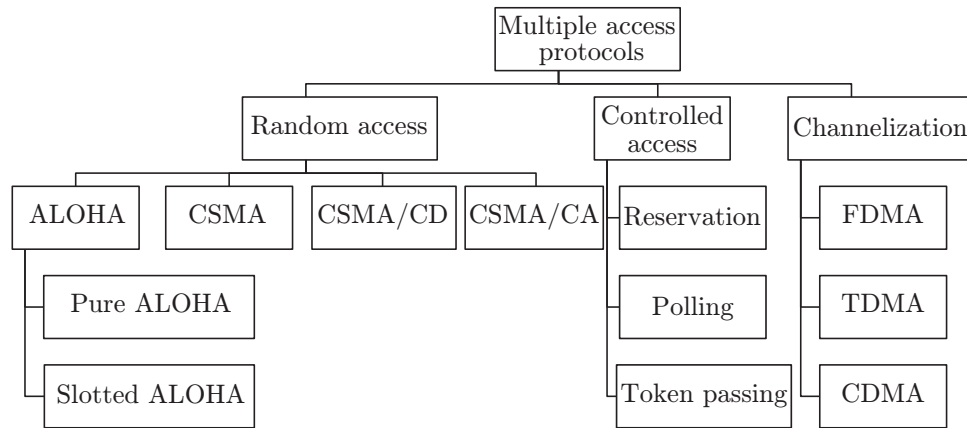 Multiple access
protocols
Random access
Controlled
access
Channelization
ALOHA
CSMA
CSMA/CD
CSMA/CA
Reservation
FDMA
Pure ALOHA
Polling
TDMA
Slotted ALOHA
Token passing
CDMA